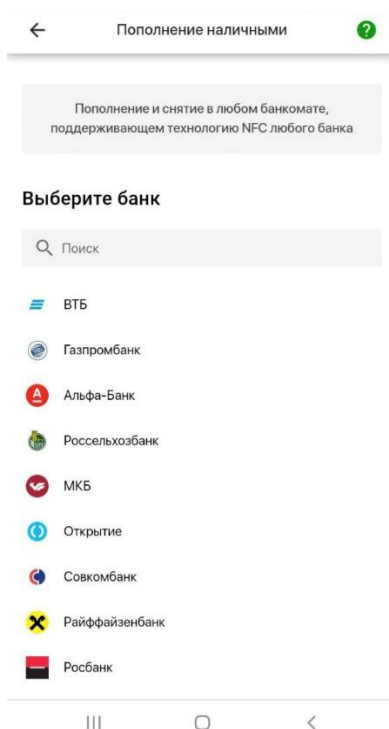 Пополнение наличными
?
Пополнение и снятие в любом банкомате,
поддерживающем технологию NFC любого банка
Выберите банк
Поиск
ВТБ
Газпромбанк
А
Альфа-Банк
Россельхозбанк
МКБ
Открытие
Совкомбанк
Райффайзенбанк
Росбанк